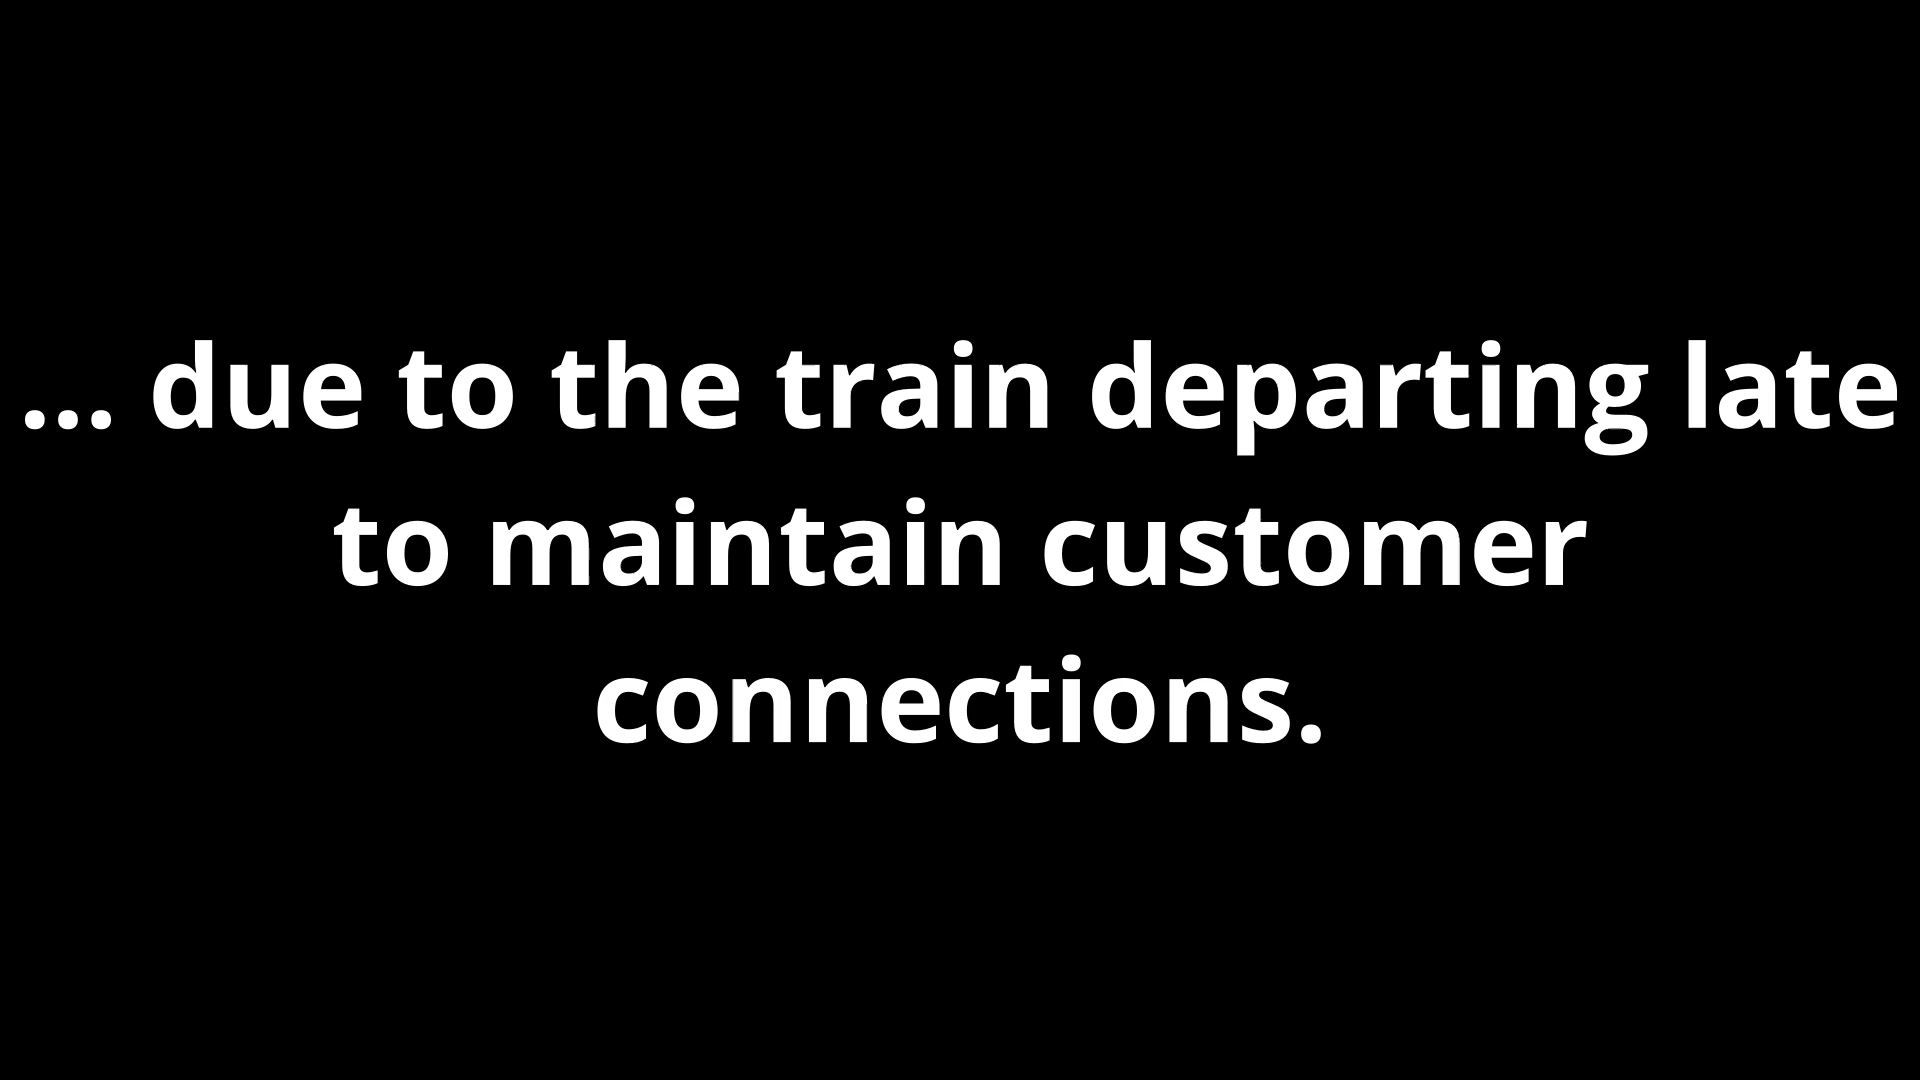 ... due to the train departing late
to maintain customer
connections.